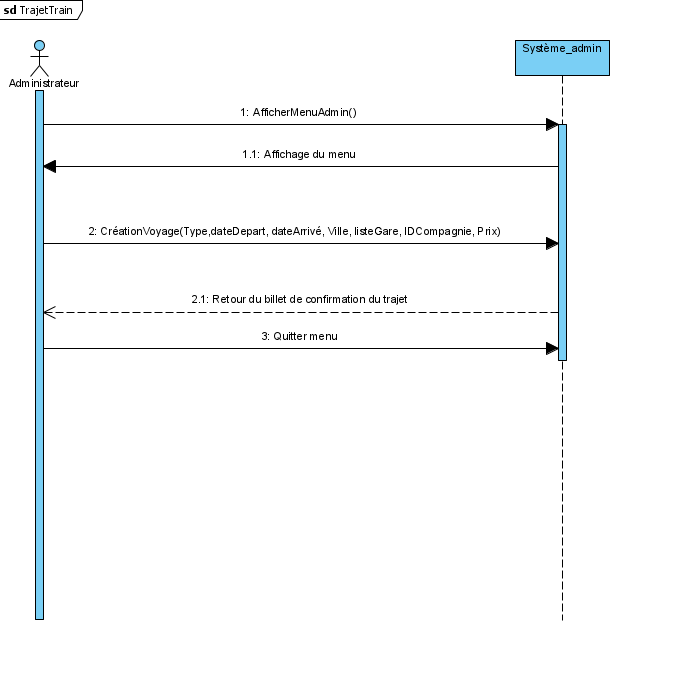 sd TrajetTrain
Système_admin
Administrateur
1: AfficherMenuAdmin()
1.1: Affichage du menu
2: CréationVoyage(Type,dateDepart, dateArrivé, Ville, listeGare, IDCompagnie, Prix)
2.1: Retour du billet de confirmation du trajet
3: Quitter menu